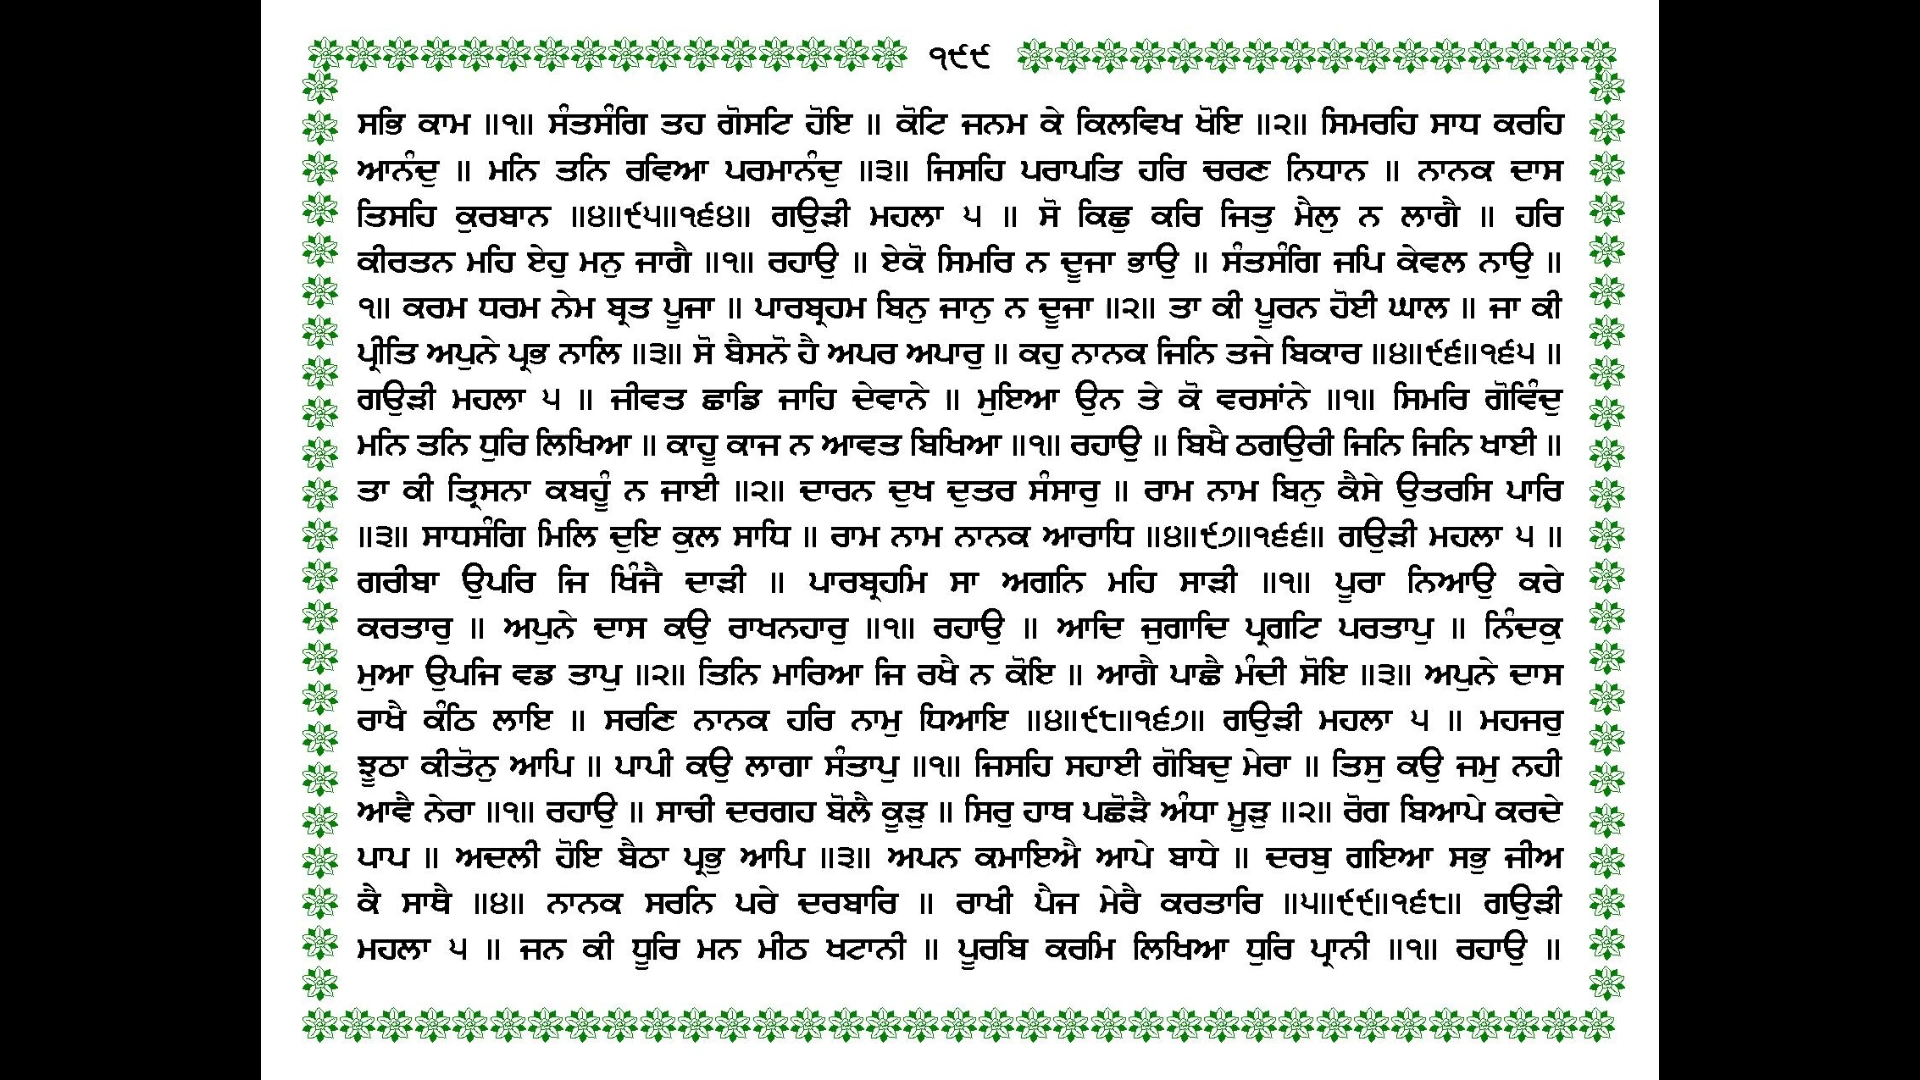 ੧੯੯
ਸਭਿ ਕਾਮ ॥੧॥ ਸੰਤਸੰਗਿ ਤਹ ਗੋਸਟਿ ਹੋਇ ॥ ਕੋਟਿ ਜਨਮ ਕੇ ਕਿਲਵਿਖ ਖੋਇ ॥੨॥ ਸਿਮਰਹਿ ਸਾਧ ਕਰਹਿ
ਆਨੰਦੁ ॥ ਮਨਿ ਤਨਿ ਰਵਿਆ ਪਰਮਾਨੰਦੁ ॥੩॥ ਜਿਸਹਿ ਪਰਾਪਤਿ ਹਰਿ ਚਰਣ ਨਿਧਾਨ ॥ ਨਾਨਕ ਦਾਸ
ਤਿਸਹਿ ਕੁਰਬਾਨ ॥੪॥੯੫॥੧੬੪॥ ਗਉੜੀ ਮਹਲਾ ੫ ॥ ਸੋ ਕਿਛੁ ਕਰਿ ਜਿਤੁ ਮੈਲੁ ਨ ਲਾਗੈ ॥ ਹਰਿ
ਕੀਰਤਨ ਮਹਿ ਏਹੁ ਮਨੁ ਜਾਗੈ ॥੧॥ ਰਹਾਉ ॥ ਏਕੋ ਸਿਮਰਿ ਨ ਦੂਜਾ ਭਾਉ ॥ ਸੰਤਸੰਗਿ ਜਪਿ ਕੇਵਲ ਨਾਉ ॥
੧॥ ਕਰਮ ਧਰਮ ਨੇਮ ਬ੍ਰਤ ਪੂਜਾ ॥ ਪਾਰਬ੍ਰਹਮ ਬਿਨੁ ਜਾਨੁ ਨ ਦੂਜਾ ॥੨॥ ਤਾ ਕੀ ਪੂਰਨ ਹੋਈ ਘਾਲ ॥ ਜਾ ਕੀ
ਪ੍ਰੀਤਿ ਅਪੁਨੇ ਪ੍ਰਭ ਨਾਲਿ ॥੩॥ ਸੋ ਬੈਸਨੋ ਹੈ ਅਪਰ ਅਪਾਰੁ ॥ ਕਹੁ ਨਾਨਕ ਜਿਨਿ ਤਜੇ ਬਿਕਾਰ ॥੪॥੯੬॥੧੬੫ ॥
ਗਉੜੀ ਮਹਲਾ ੫ ॥ ਜੀਵਤ ਛਾਡਿ ਜਾਹਿ ਦੇਵਾਨੇ ॥ ਮੁਇਆ ਉਨ ਤੇ ਕੋ ਵਰਸਾਂਨੇ ॥੧॥ ਸਿਮਰਿ ਗੋਵਿੰਦੁ
ਮਨਿ ਤਨਿ ਧੁਰਿ ਲਿਖਿਆ ॥ ਕਾਹੂ ਕਾਜ ਨ ਆਵਤ ਬਿਖਿਆ ॥੧॥ ਰਹਾਉ ॥ ਬਿਖੈ ਠਗਉਰੀ ਜਿਨਿ ਜਿਨਿ ਖਾਈ ॥
ਤਾ ਕੀ ਤ੍ਰਿਸਨਾ ਕਬਹੂੰ ਨ ਜਾਈ ॥੨॥ ਦਾਰਨ ਦੁਖ ਦੁਤਰ ਸੰਸਾਰੁ ॥ ਰਾਮ ਨਾਮ ਬਿਨੁ ਕੈਸੇ ਉਤਰਸਿ ਪਾਰਿ
॥੩॥ ਸਾਧਸੰਗਿ ਮਿਲਿ ਦੁਇ ਕੁਲ ਸਾਧਿ ॥ ਰਾਮ ਨਾਮ ਨਾਨਕ ਆਰਾਧਿ ॥੪॥੯੭॥੧੬੬॥ ਗਉੜੀ ਮਹਲਾ ੫ ॥
ਗਰੀਬਾ ਉਪਰਿ ਜਿ ਖਿੰਜੈ ਦਾੜੀ ॥ ਪਾਰਬ੍ਰਹਮਿ ਸਾ ਅਗਨਿ ਮਹਿ ਸਾੜੀ ॥੧॥ ਪੂਰਾ ਨਿਆਉ ਕਰੇ
ਕਰਤਾਰੁ ॥ ਅਪੁਨੇ ਦਾਸ ਕਉ ਰਾਖਨਹਾਰੁ ॥੧॥ ਰਹਾਉ ॥ ਆਦਿ ਜੁਗਾਦਿ ਪ੍ਰਗਟਿ ਪਰਤਾਪੁ ॥ ਨਿੰਦਕੁ
ਮੁਆ ਉਪਜਿ ਵਡ ਤਾਪੁ ॥੨॥ ਤਿਨਿ ਮਾਰਿਆ ਜਿ ਰਖੈ ਨ ਕੋਇ ॥ ਆਗੈ ਪਾਛੈ ਮੰਦੀ ਸੋਇ ॥੩॥ ਅਪੁਨੇ ਦਾਸ
ਰਾਖੈ ਕੰਠਿ ਲਾਇ ॥ ਸਰਣਿ ਨਾਨਕ ਹਰਿ ਨਾਮੁ ਧਿਆਇ ॥੪॥੯੮॥੧੬੭॥ ਗਉੜੀ ਮਹਲਾ ੫ ॥ ਮਹਜਰੁ
ਝੂਠਾ ਕੀਤੋਨੁ ਆਪਿ ॥ ਪਾਪੀ ਕਉ ਲਾਗਾ ਸੰਤਾਪੁ ॥੧॥ ਜਿਸਹਿ ਸਹਾਈ ਗੋਬਿਦੁ ਮੇਰਾ ॥ ਤਿਸੁ ਕਉ ਜਮੁ ਨਹੀ
ਆਵੈ ਨੇਰਾ ॥੧॥ ਰਹਾਉ ॥ ਸਾਚੀ ਦਰਗਹ ਬੋਲੈ ਕੂੜੁ ॥ ਸਿਰੁ ਹਾਥ ਪਛੋੜੈ ਅੰਧਾ ਮੂੜੁ ॥੨॥ ਰੋਗ ਬਿਆਪੇ ਕਰਦੇ
ਪਾਪ ॥ ਅਦਲੀ ਹੋਇ ਬੈਠਾ ਪ੍ਰਭੁ ਆਪਿ ॥੩॥ ਅਪਨ ਕਮਾਇਐ ਆਪੇ ਬਾਧੇ ॥ ਦਰਬੁ ਗਇਆ ਸਭੁ ਜੀਅ
ਕੈ ਸਾਥੈ ॥੪॥ ਨਾਨਕ ਸਰਨਿ ਪਰੇ ਦਰਬਾਰਿ ॥ ਰਾਖੀ ਪੈਜ ਮੇਰੈ ਕਰਤਾਰਿ ॥੫॥੯੯॥੧੬੮॥ ਗਉੜੀ
ਮਹਲਾ ੫ ॥ ਜਨ ਕੀ ਧੂਰਿ ਮਨ ਮੀਠ ਖਟਾਨੀ ॥ ਪੂਰਬਿ ਕਰਮਿ ਲਿਖਿਆ ਧੁਰਿ ਪ੍ਰਾਨੀ ॥੧॥ ਰਹਾਉ ॥